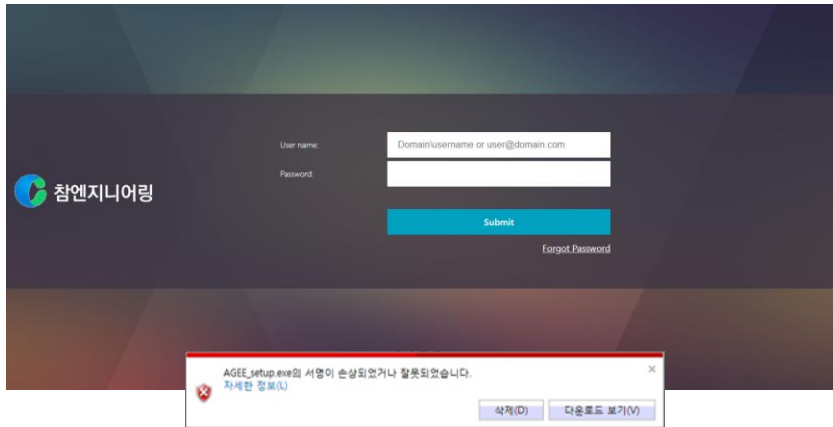 User name:
Domain\username or user@domain.com
Password:
참엔지니어링
Submit
Forgot Password
AGEE_setup.exe의 서명이 손상되었거나 잘못되었습니다.
자세한 정보(L)
삭제(D)
다운로드 보기(V)